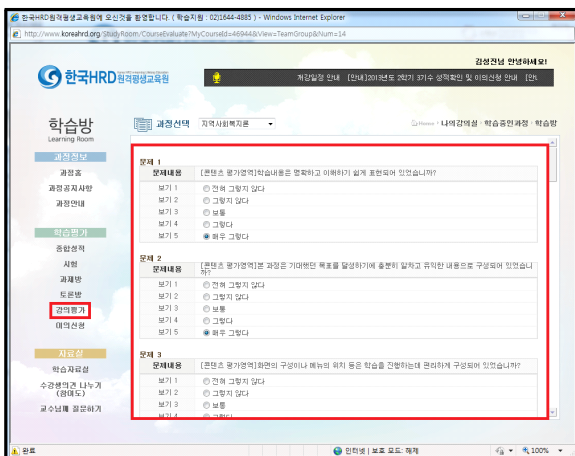 한국HRD원격평생교육원에 오신것을 환영합니다. ( 학습지원 : 02)1644-4885 ) - Windows Internet Explorer
http://www.koreahrd.org/StudyRoom/CourseEvaluate?MyCourseId=46944&View=TeamGroup&Num=14
김성진님 안녕하세요!
한국HRD원격평생교육원
개강일정 안내 [안내]2013년도 2학기 3기수 성적확인 및 이의신청 안내
학습방
Learning Room
과정선택 지역사회복지론
Home > 나의강의실 > 학습중인과정 > 학습방
과정정보
과정홈
과정공지사항
과정안내
학습평가
종합성적
시험
과제방
토론방
강의평가
이의신청
자료실
학습자료실
수강생의견 나누기
(참여도)
교수님께 질문하기
문제 1
문제내용 [콘텐츠 평가영역]학습내용은 명확하고 이해하기 쉽게 표현되어 있었습니까?
보기 1 전혀 그렇지 않다
보기 2 그렇지 않다
보기 3 보통
보기 4 그렇다
보기 5 매우 그렇다
문제 2
문제내용 [콘텐츠 평가영역]본 과정은 기대했던 목표를 달성하기에 충분히 알차고 유익한 내용으로 구성되어 있었습니까?
보기 1 전혀 그렇지 않다
보기 2 그렇지 않다
보기 3 보통
보기 4 그렇다
보기 5 매우 그렇다
문제 3
문제내용 [콘텐츠 평가영역]화면의 구성이나 메뉴의 위치 등은 학습을 진행하는데 편리하게 구성되어 있었습니까?
보기 1 전혀 그렇지 않다
보기 2 그렇지 않다
보기 3 보통
보기 4 그렇다
완료
인터넷 | 보호 모드: 해제
100%